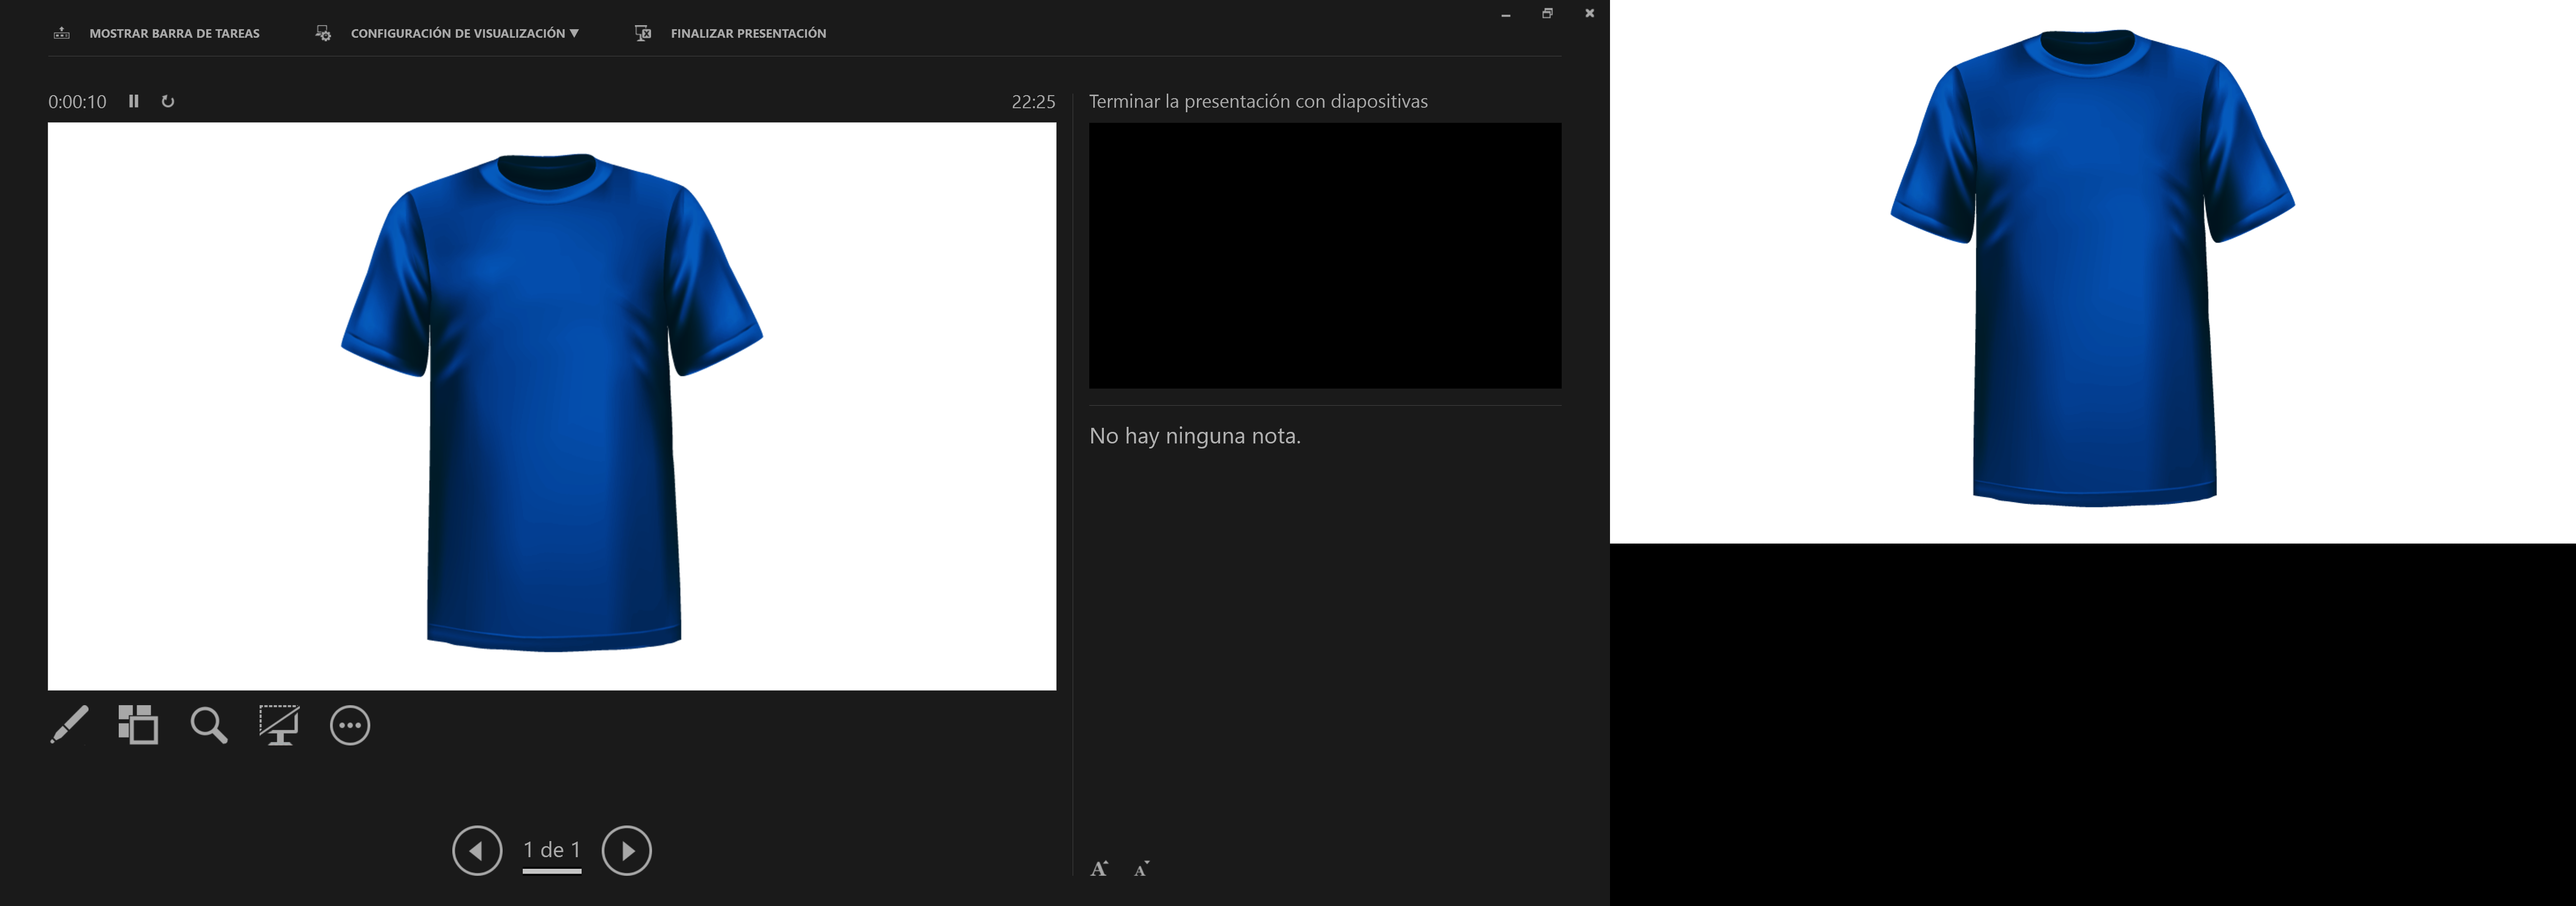 MOSTRAR BARRA DE TAREAS
CONFIGURACIÓN DE VISUALIZACIÓN ▼
FINALIZAR PRESENTACIÓN
0:00:10
22:25
Terminar la presentación con diapositivas
No hay ninguna nota.
1 de 1
A A